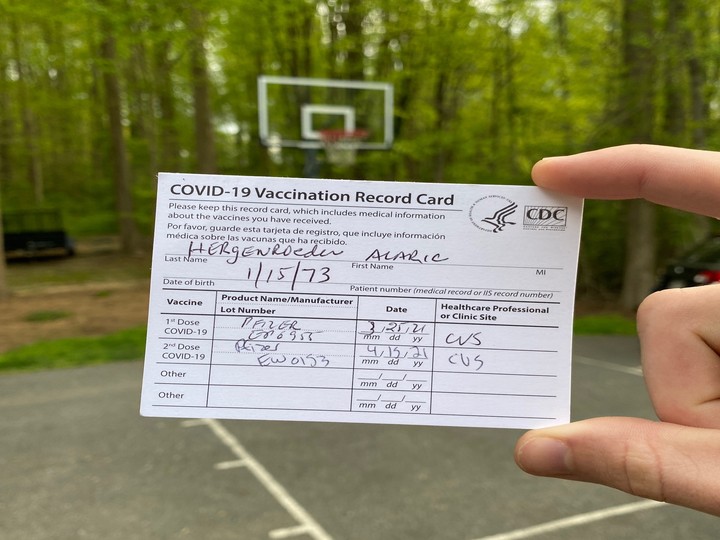 COVID-19 Vaccination Record Card
Please keep this record card, which includes medical information
about the vaccines you have received.
Por favor, guarde esta tarjeta de registro, que incluye información
médica sobre las vacunas que ha recibido.
CDC
HERGENROeder ALARIC
Last Name First Name MI
1/15/73
Date of birth Patient number (medical record or IIS record number)
Vaccine Product Name/Manufacturer Date Healthcare Professional
Lot Number or Clinic Site
1st Dose PFIZER 3/25/21 CVS
COVID-19 mm dd yy
2nd Dose Pfizer 4/15/21 CVS
COVID-19 EW0153 mm dd yy
Other / /
mm dd yy
Other / /
mm dd yy